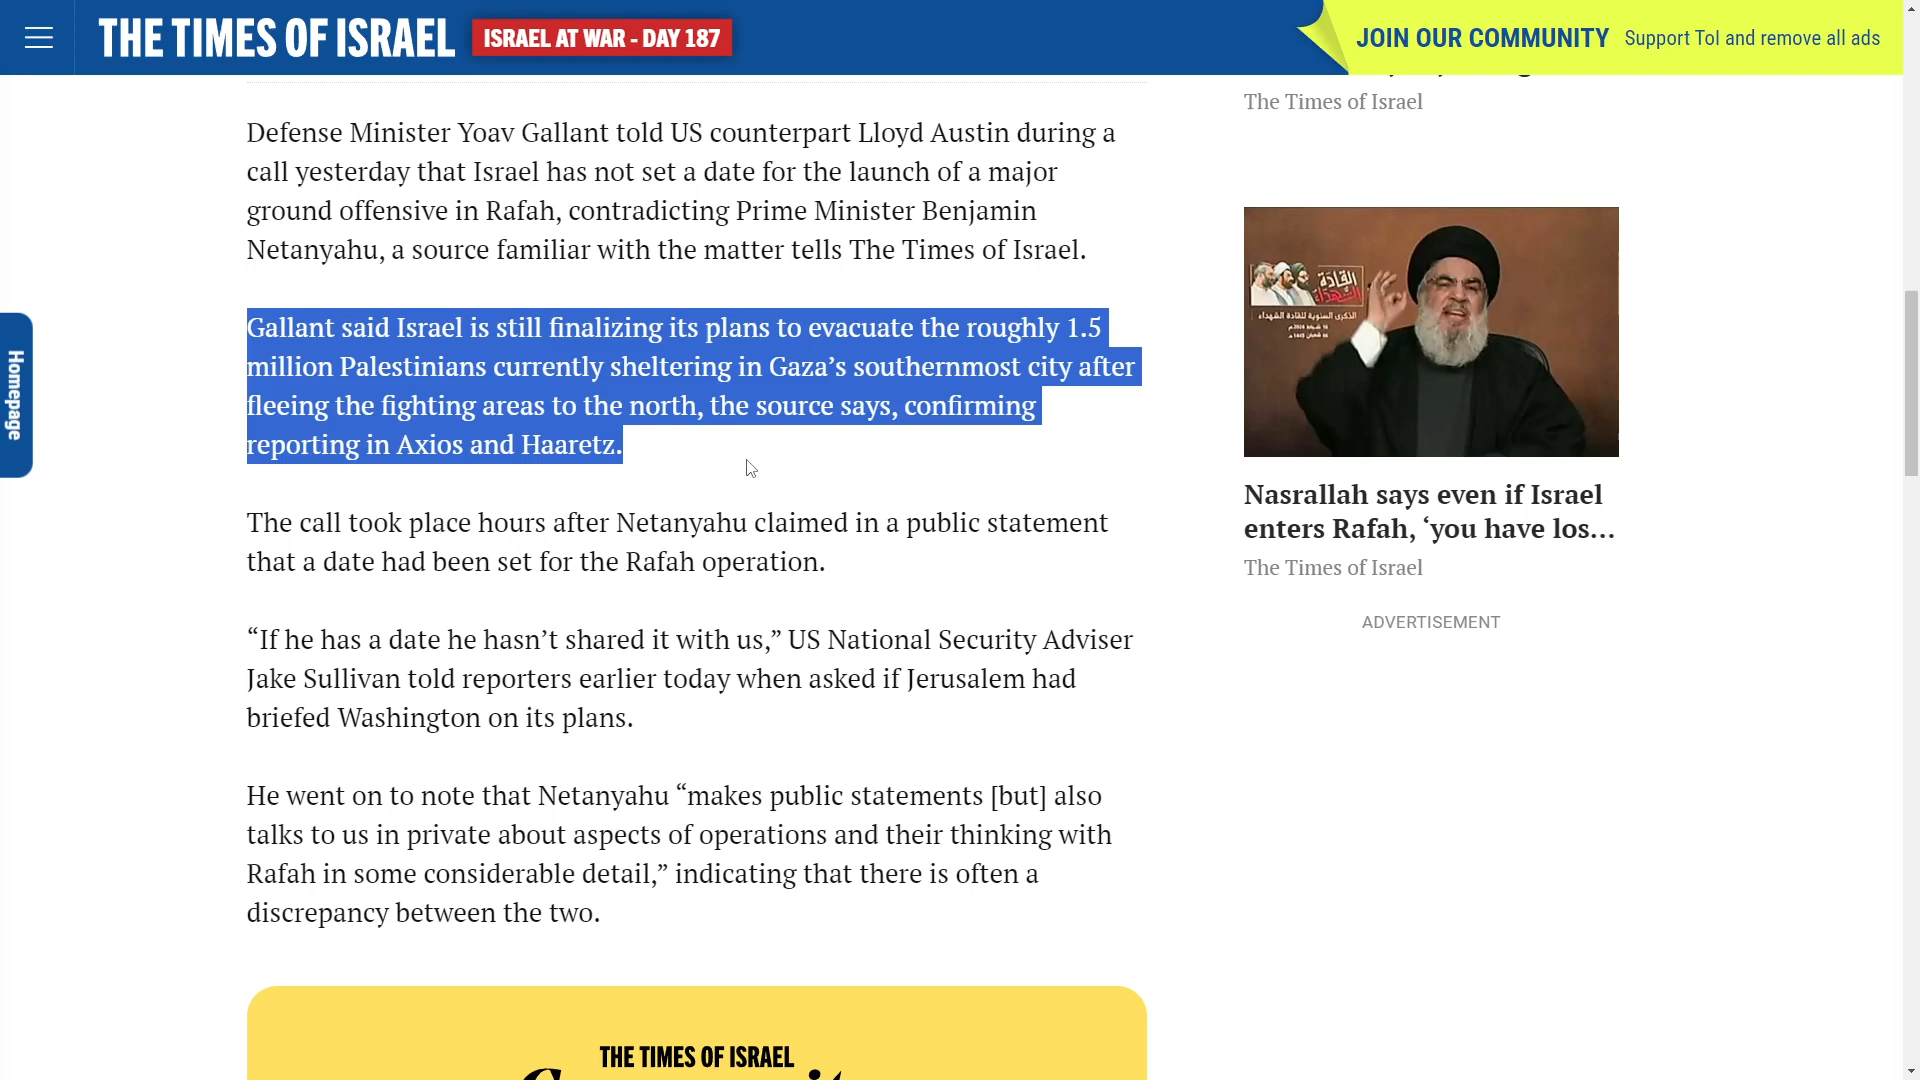 THE TIMES OF ISRAEL
ISRAEL AT WAR - DAY 187
JOIN OUR COMMUNITY Support ToI and remove all ads
The Times of Israel
Defense Minister Yoav Gallant told US counterpart Lloyd Austin during a
call yesterday that Israel has not set a date for the launch of a major
ground offensive in Rafah, contradicting Prime Minister Benjamin
Netanyahu, a source familiar with the matter tells The Times of Israel.
Gallant said Israel is still finalizing its plans to evacuate the roughly 1.5
million Palestinians currently sheltering in Gaza’s southernmost city after
fleeing the fighting areas to the north, the source says, confirming
reporting in Axios and Haaretz.
The call took place hours after Netanyahu claimed in a public statement
that a date had been set for the Rafah operation.
“If he has a date he hasn’t shared it with us,” US National Security Adviser
Jake Sullivan told reporters earlier today when asked if Jerusalem had
briefed Washington on its plans.
He went on to note that Netanyahu “makes public statements [but] also
talks to us in private about aspects of operations and their thinking with
Rafah in some considerable detail,” indicating that there is often a
discrepancy between the two.
THE TIMES OF ISRAEL
Homepage
القادة
الشهداء
الذكرى السنوية للقادة الشهداء
Nasrallah says even if Israel
enters Rafah, ‘you have los...
The Times of Israel
ADVERTISEMENT